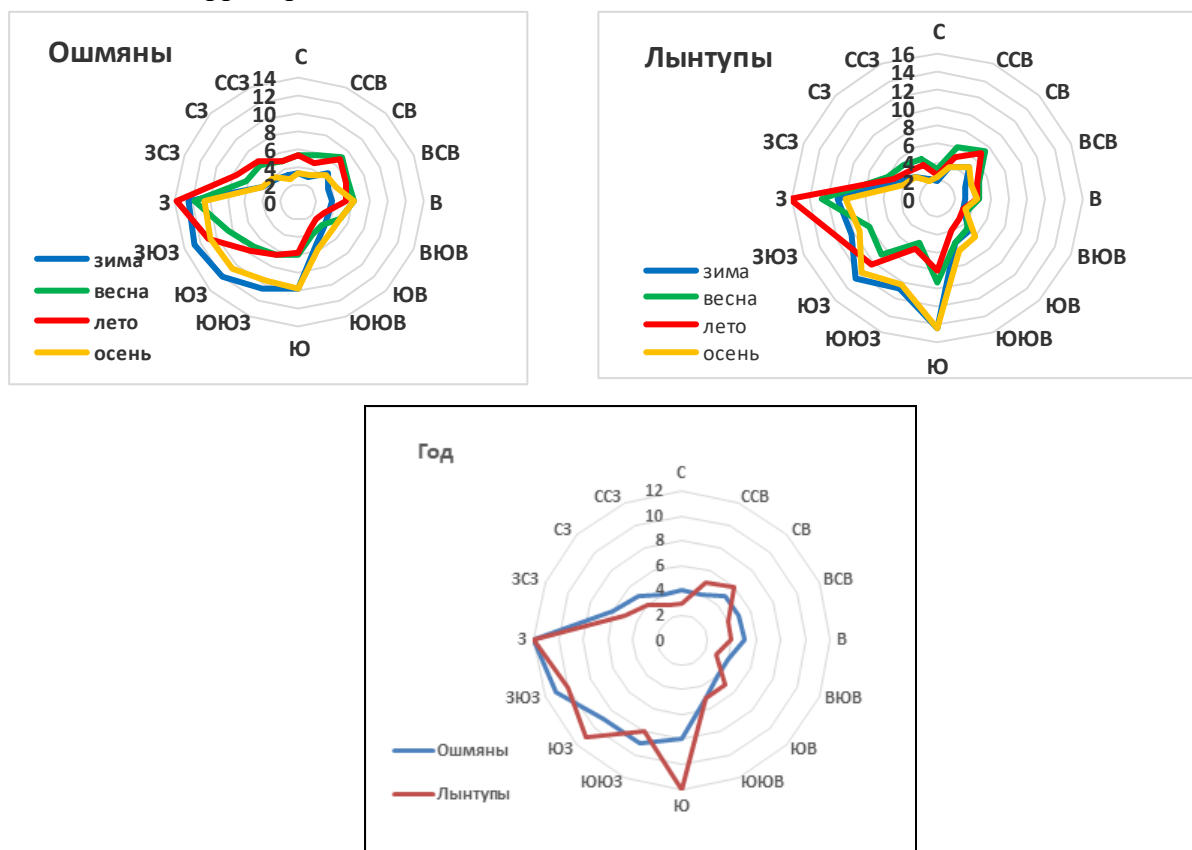 Ошмяны
С
ССВ
СВ
ВСВ
В
ВЮВ
ЮВ
ЮЮВ
Ю
ЮЮЗ
ЮЗ
ЗЮЗ
З
ЗСЗ
СЗ
ССЗ
14
12
10
8
6
4
2
0
зима
весна
лето
осень
Лынтупы
С
ССВ
СВ
ВСВ
В
ВЮВ
ЮВ
ЮЮВ
Ю
ЮЮЗ
ЮЗ
ЗЮЗ
З
ЗСЗ
СЗ
ССЗ
16
14
12
10
8
6
4
2
0
зима
весна
лето
осень
Год
С
ССВ
СВ
ВСВ
В
ВЮВ
ЮВ
ЮЮВ
Ю
ЮЮЗ
ЮЗ
ЗЮЗ
З
ЗСЗ
СЗ
ССЗ
12
10
8
6
4
2
0
Ошмяны
Лынтупы